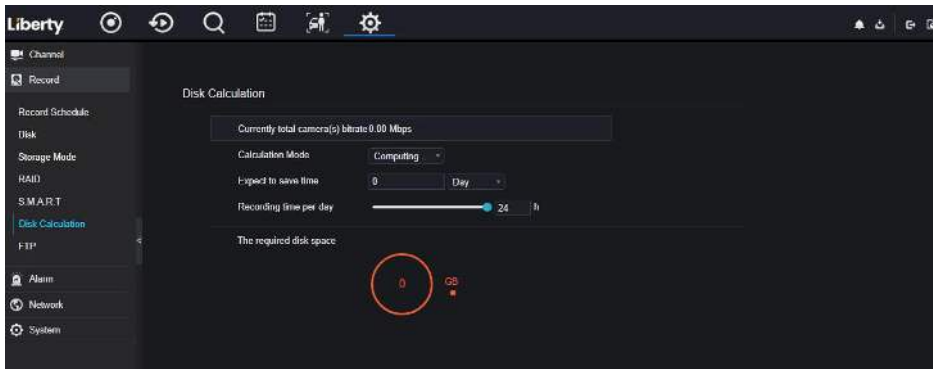 Liberty
Channel
Record
Record Schedule
Disk
Storage Mode
RAID
S.M.A.R.T
Disk Calculation
FTP
Alarm
Network
System
Disk Calculation
Currently total camera(s) bitrate 0.00 Mbps
Calculation Mode Computing
Expect to save time 0 Day
Recording time per day 24 h
The required disk space
0 GB